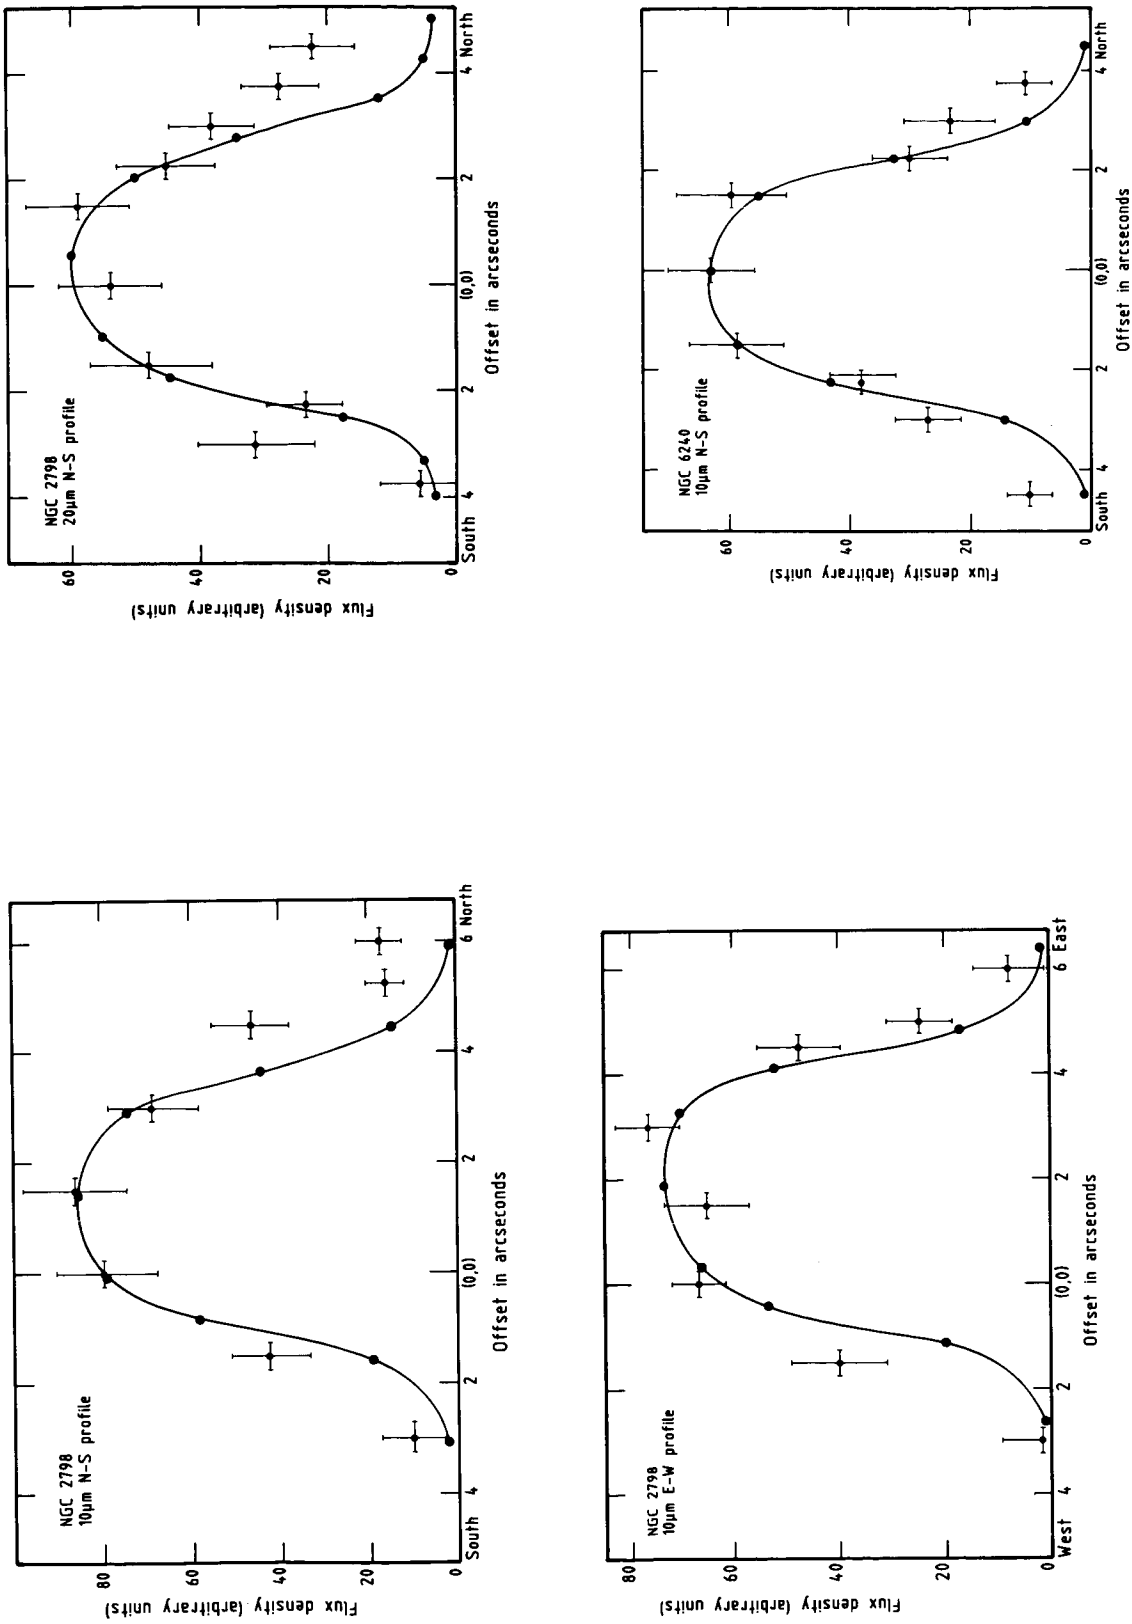 NGC 2798
20μm N-S profile
Flux density (arbitrary units)
60
40
20
0
South
4
2
(0,0)
2
4
North
Offset in arcseconds
NGC 6240
10μm N-S profile
Flux density (arbitrary units)
60
40
20
0
South
4
2
(0,0)
2
4
North
Offset in arcseconds
NGC 2798
10μm N-S profile
Flux density (arbitrary units)
80
60
40
20
0
South
4
2
(0,0)
2
4
6
North
Offset in arcseconds
NGC 2798
10μm E-W profile
Flux density (arbitrary units)
80
60
40
20
0
West
4
2
(0,0)
2
4
6
East
Offset in arcseconds